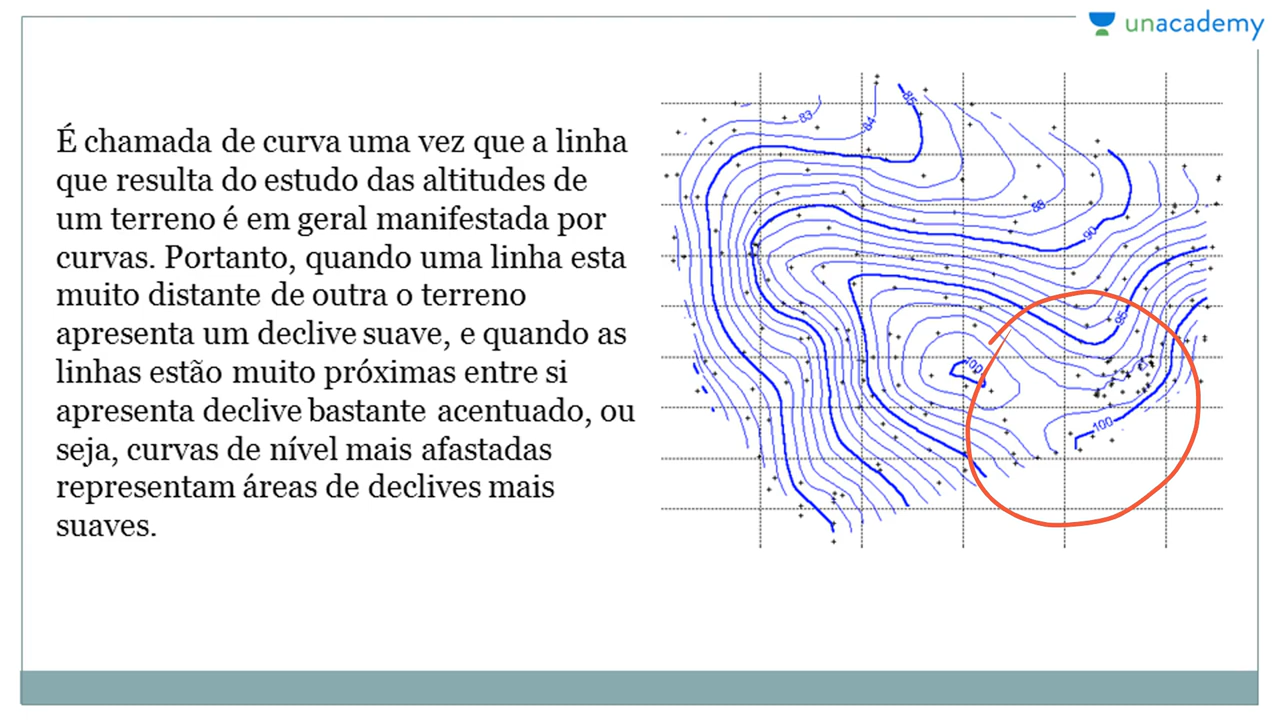 unacademy
É chamada de curva uma vez que a linha
que resulta do estudo das altitudes de
um terreno é em geral manifestada por
curvas. Portanto, quando uma linha esta
muito distante de outra o terreno
apresenta um declive suave, e quando as
linhas estão muito próximas entre si
apresenta declive bastante acentuado, ou
seja, curvas de nível mais afastadas
representam áreas de declives mais
suaves.
83
84
85
88
90
95
100
100